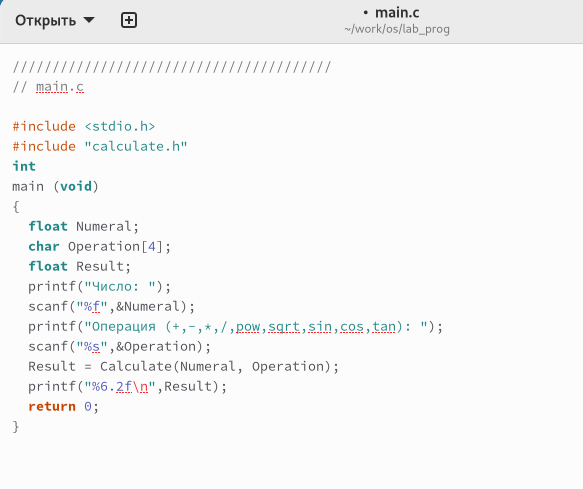 Открыть
• main.c
~/work/os/lab_prog
////////////////////////////////////////
// main.c
#include <stdio.h>
#include "calculate.h"
int
main (void)
{
float Numeral;
char Operation[4];
float Result;
printf("Число: ");
scanf("%f",&Numeral);
printf("Операция (+,-,*,/,pow,sqrt,sin,cos,tan): ");
scanf("%s",&Operation);
Result = Calculate(Numeral, Operation);
printf("%6.2f\n",Result);
return 0;
}